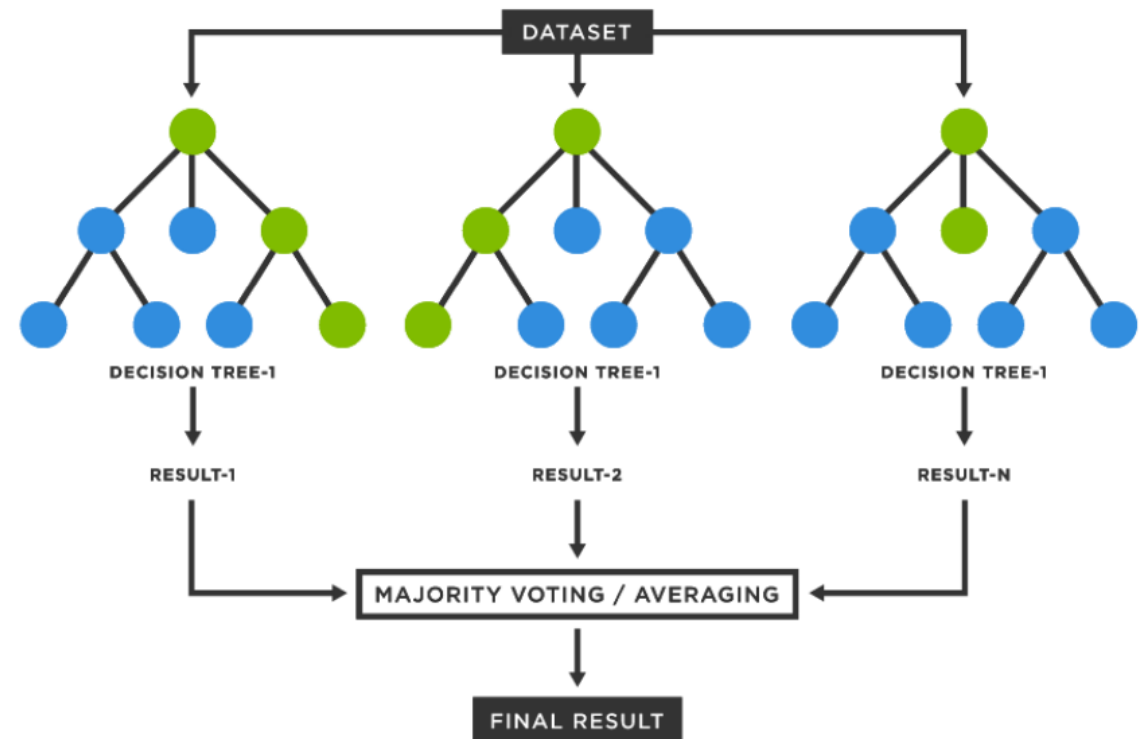 DATASET
DECISION TREE-1
DECISION TREE-1
DECISION TREE-1
RESULT-1
RESULT-2
RESULT-N
MAJORITY VOTING / AVERAGING
FINAL RESULT